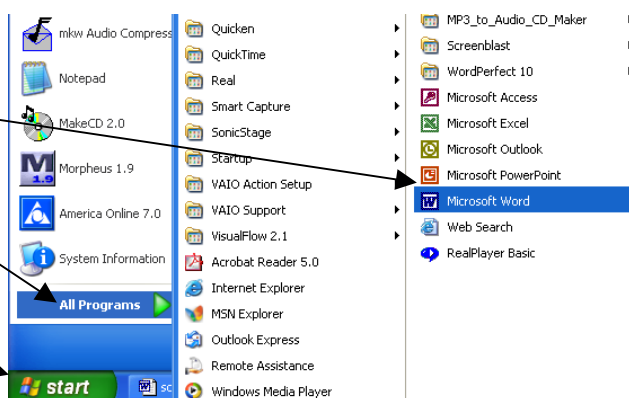 mkw Audio Compress
Notepad
MakeCD 2.0
M
1.9
Morpheus 1.9
America Online 7.0
System Information
All Programs
start
sc
Quicken
QuickTime
Real
Smart Capture
SonicStage
Startup
VAIO Action Setup
VAIO Support
VisualFlow 2.1
Acrobat Reader 5.0
Internet Explorer
MSN Explorer
Outlook Express
Remote Assistance
Windows Media Player
MP3_to_Audio_CD_Maker
Screenblast
WordPerfect 10
Microsoft Access
Microsoft Excel
Microsoft Outlook
Microsoft PowerPoint
Microsoft Word
Web Search
RealPlayer Basic